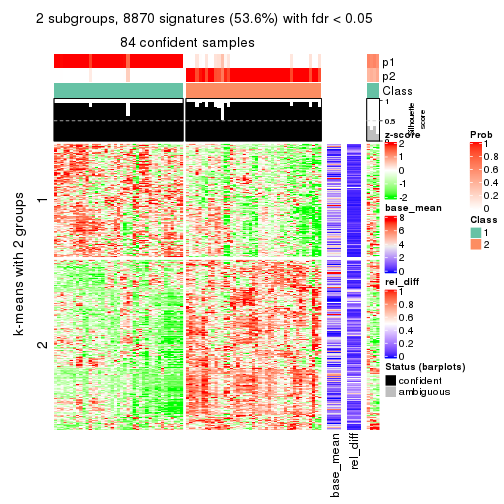 2 subgroups, 8870 signatures (53.6%) with fdr < 0.05
84 confident samples
p1
p2
Class
1
0.5
0
Silhouette
score
k-means with 2 groups
1
2
base_mean
rel_diff
z-score
2
1
0
-1
-2
base_mean
8
6
4
2
0
rel_diff
1
0.8
0.6
0.4
0.2
0
Status (barplots)
confident
ambiguous
Prob
1
0.8
0.6
0.4
0.2
0
Class
1
2